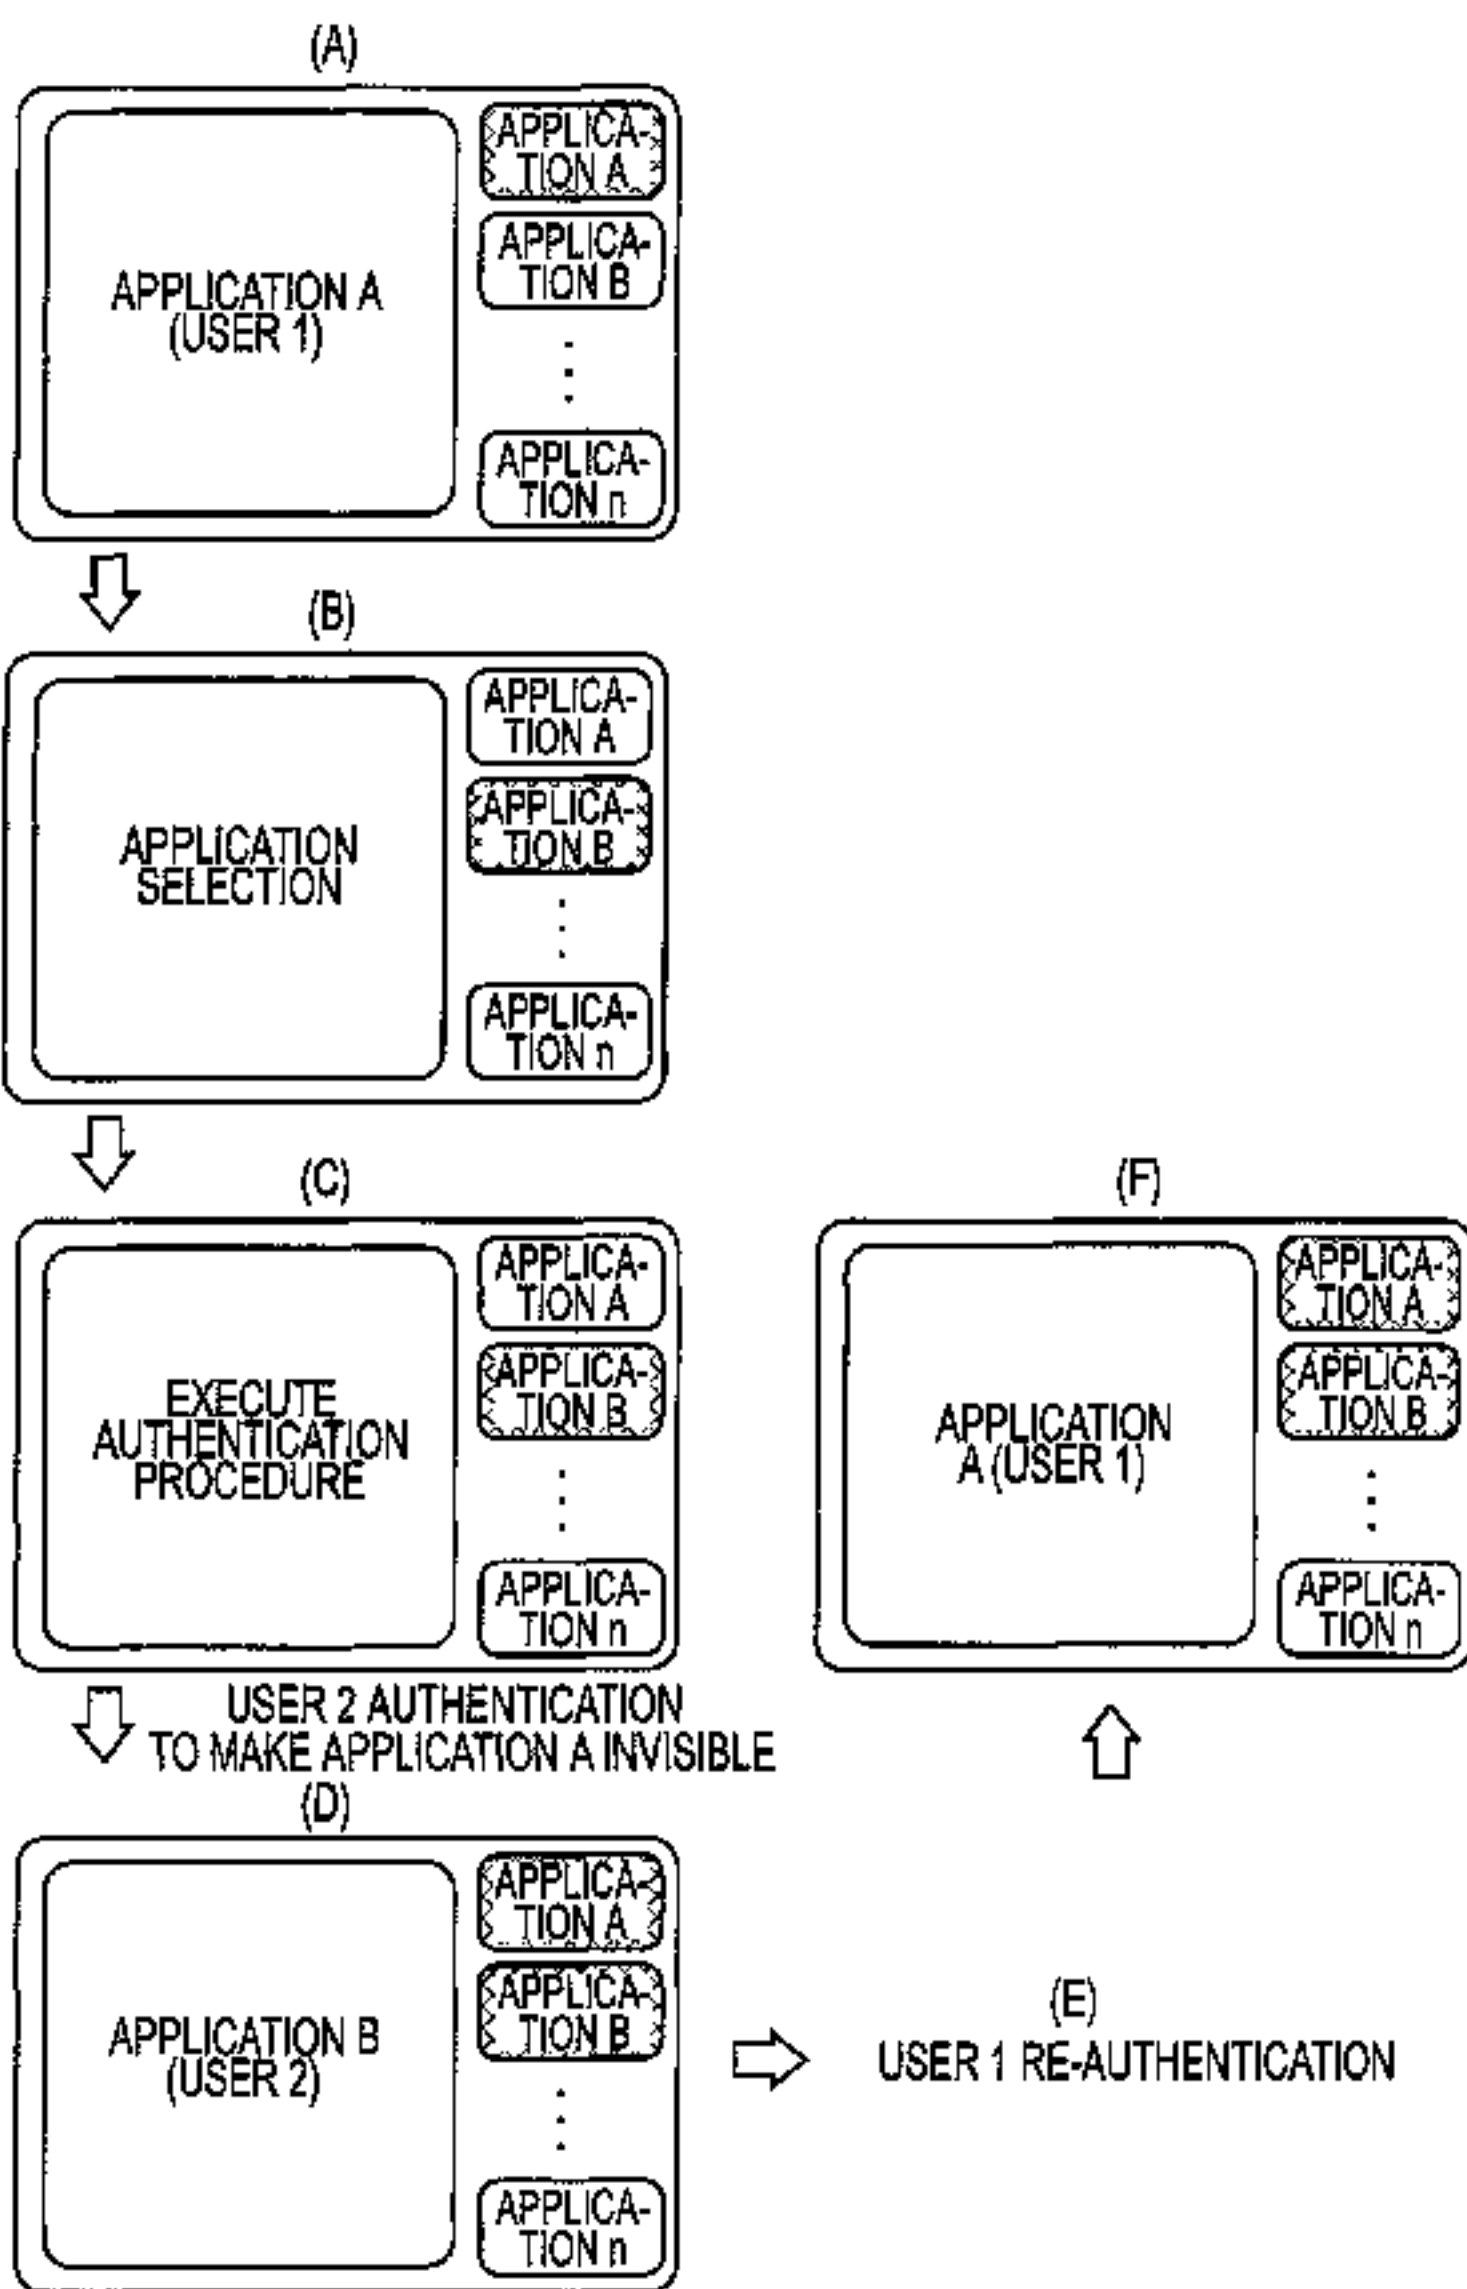 (A)
APPLICATION A
(USER 1)
APPLICA-
TION A
APPLICA-
TION B
APPLICA-
TION n
(B)
APPLICATION
SELECTION
APPLICA-
TION A
APPLICA-
TION B
APPLICA-
TION n
(C)
EXECUTE
AUTHENTICATION
PROCEDURE
APPLICA-
TION A
APPLICA-
TION B
APPLICA-
TION n
USER 2 AUTHENTICATION
TO MAKE APPLICATION A INVISIBLE
(D)
APPLICATION B
(USER 2)
APPLICA-
TION A
APPLICA-
TION B
APPLICA-
TION n
(E)
USER 1 RE-AUTHENTICATION
(F)
APPLICATION
A (USER 1)
APPLICA-
TION A
APPLICA-
TION B
APPLICA-
TION n